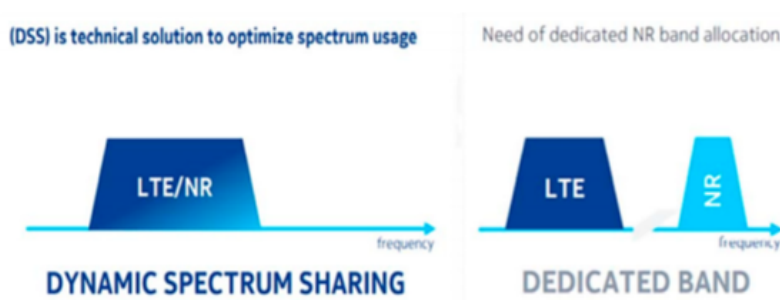 (DSS) is technical solution to optimize spectrum usage
LTE/NR
frequency
DYNAMIC SPECTRUM SHARING
Need of dedicated NR band allocation
LTE
NR
frequency
DEDICATED BAND